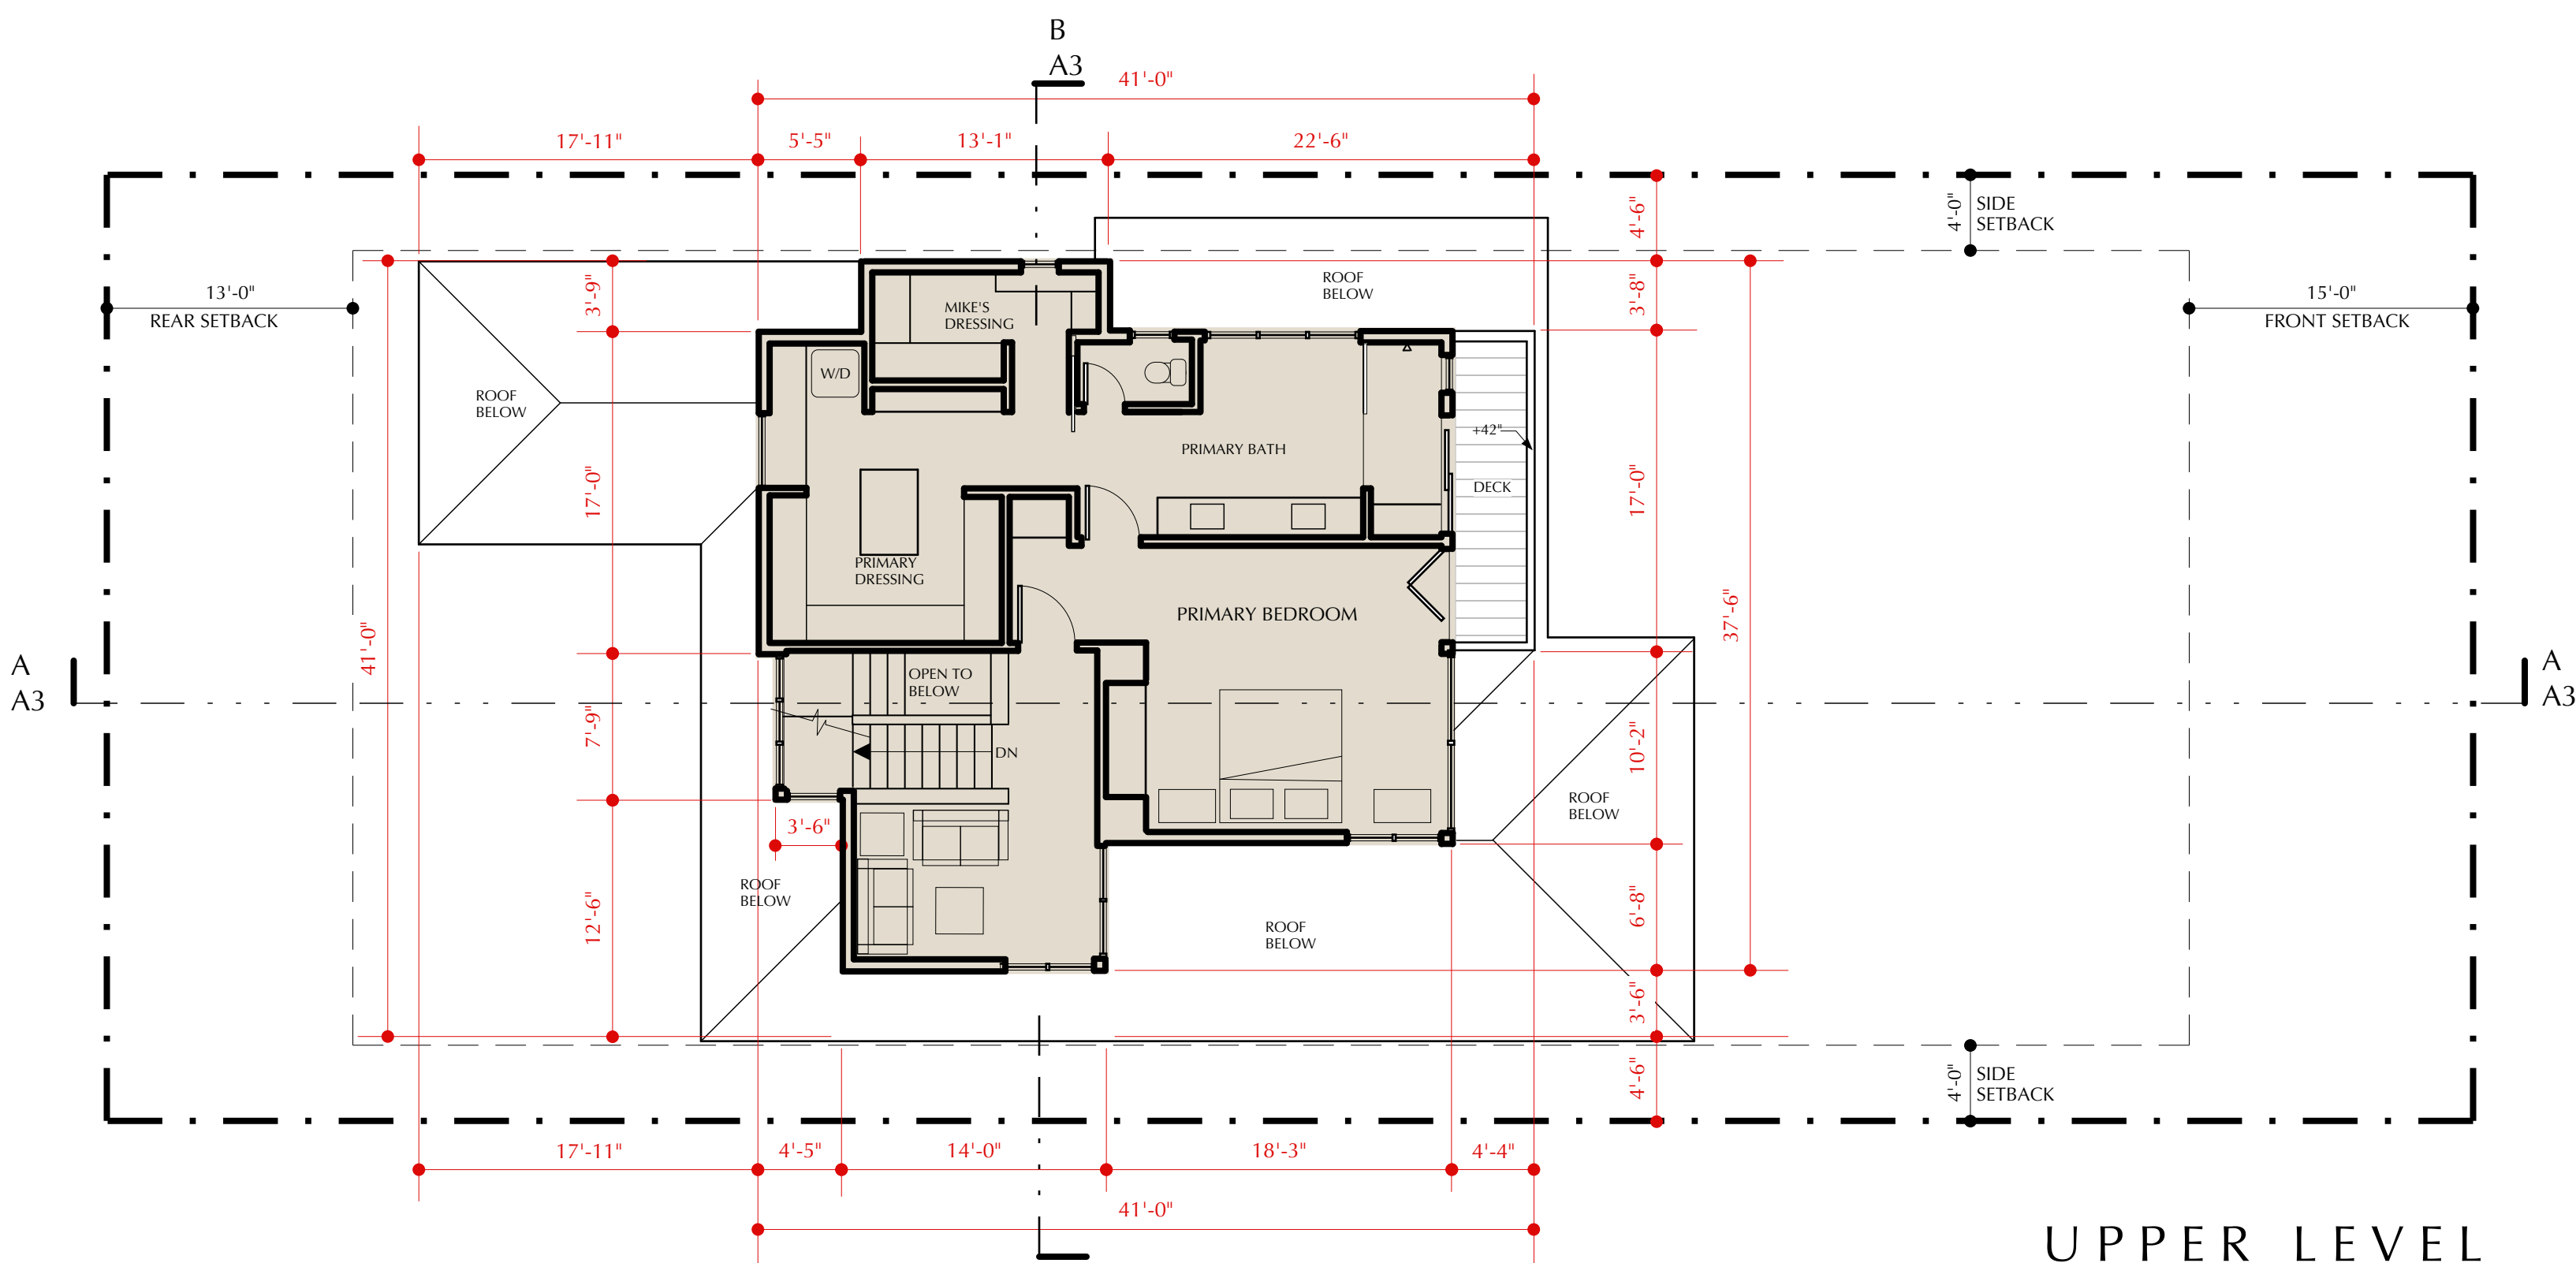 B
A3
41'-0"
17'-11"
5'-5"
13'-1"
22'-6"
4'-6"
4'-0"
SIDE
SETBACK
13'-0"
REAR SETBACK
3'-9"
MIKE'S
DRESSING
ROOF
BELOW
3'-8"
15'-0"
FRONT SETBACK
W/D
ROOF
BELOW
PRIMARY BATH
+42"
DECK
17'-0"
17'-0"
PRIMARY
DRESSING
PRIMARY BEDROOM
37'-6"
41'-0"
A
A3
A
A3
OPEN TO
BELOW
7'-9"
DN
10'-2"
ROOF
BELOW
3'-6"
ROOF
BELOW
12'-6"
6'-8"
ROOF
BELOW
3'-6"
4'-6"
4'-0"
SIDE
SETBACK
17'-11"
4'-5"
14'-0"
18'-3"
4'-4"
41'-0"
UPPER LEVEL